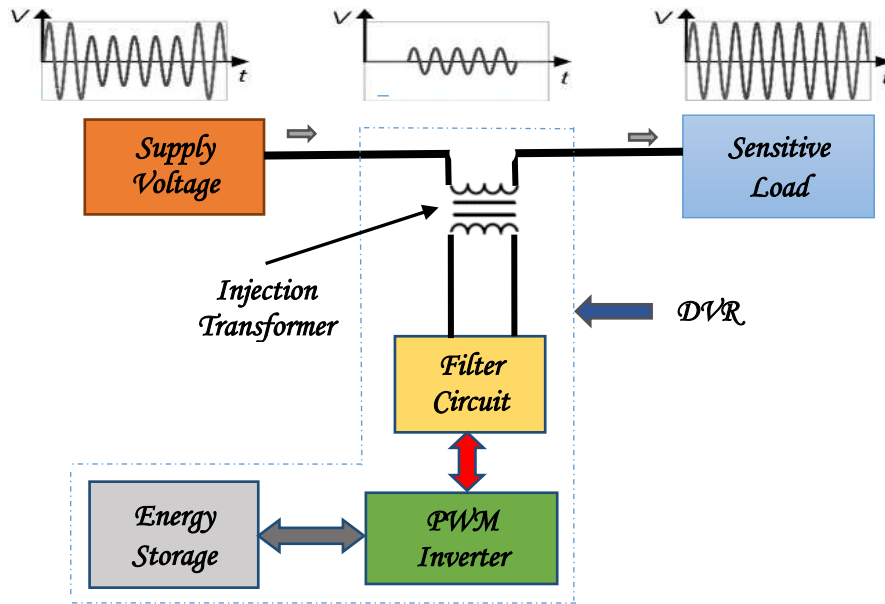 V
t
V
t
V
t
Supply
Voltage
Sensitive
Load
Injection
Transformer
DVR
Filter
Circuit
Energy
Storage
PWM
Inverter